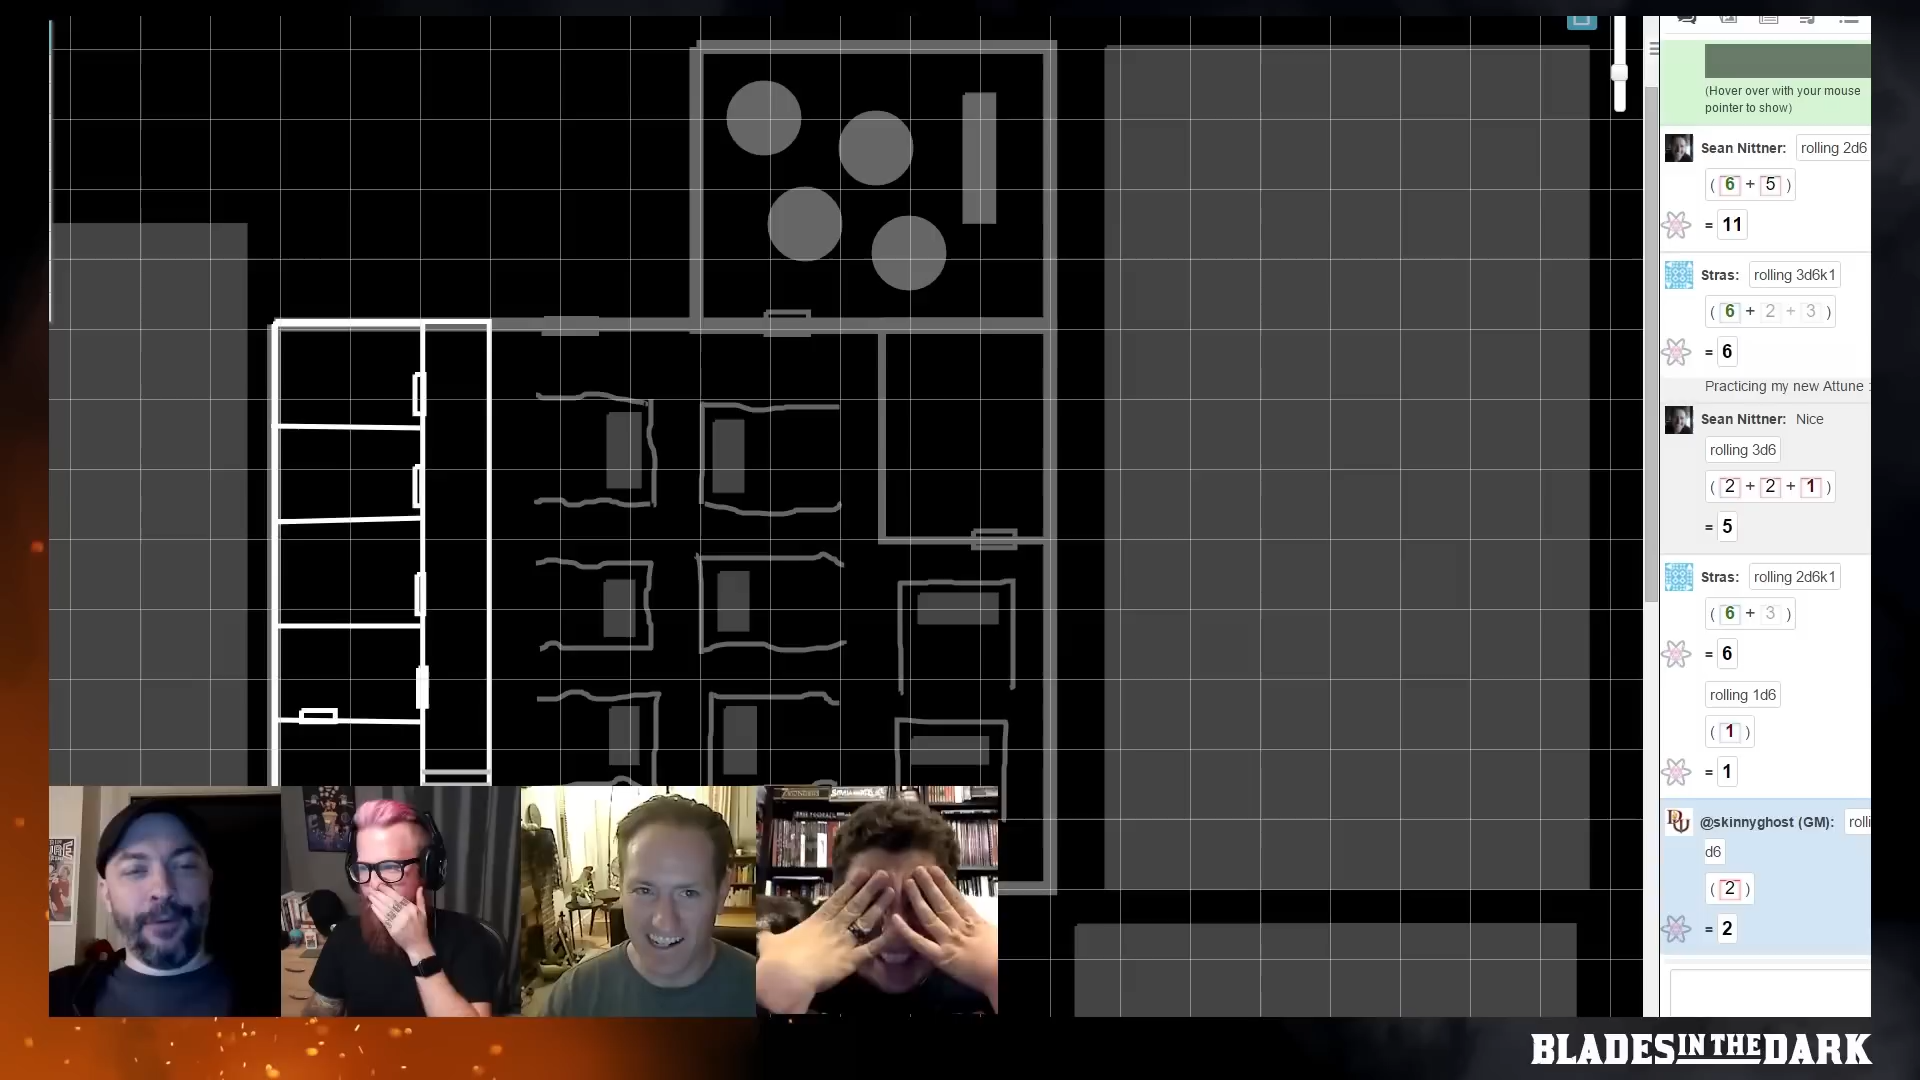 (Hover over with your mouse
pointer to show)
Sean Nittner: rolling 2d6
( 6 + 5 )
= 11
Stras: rolling 3d6k1
( 6 + 2 + 3 )
= 6
Practicing my new Attune :
Sean Nittner: Nice
rolling 3d6
( 2 + 2 + 1 )
= 5
Stras: rolling 2d6k1
( 6 + 3 )
= 6
rolling 1d6
( 1 )
= 1
@skinnyghost (GM): rolli
d6
( 2 )
= 2
BLADES IN THE DARK